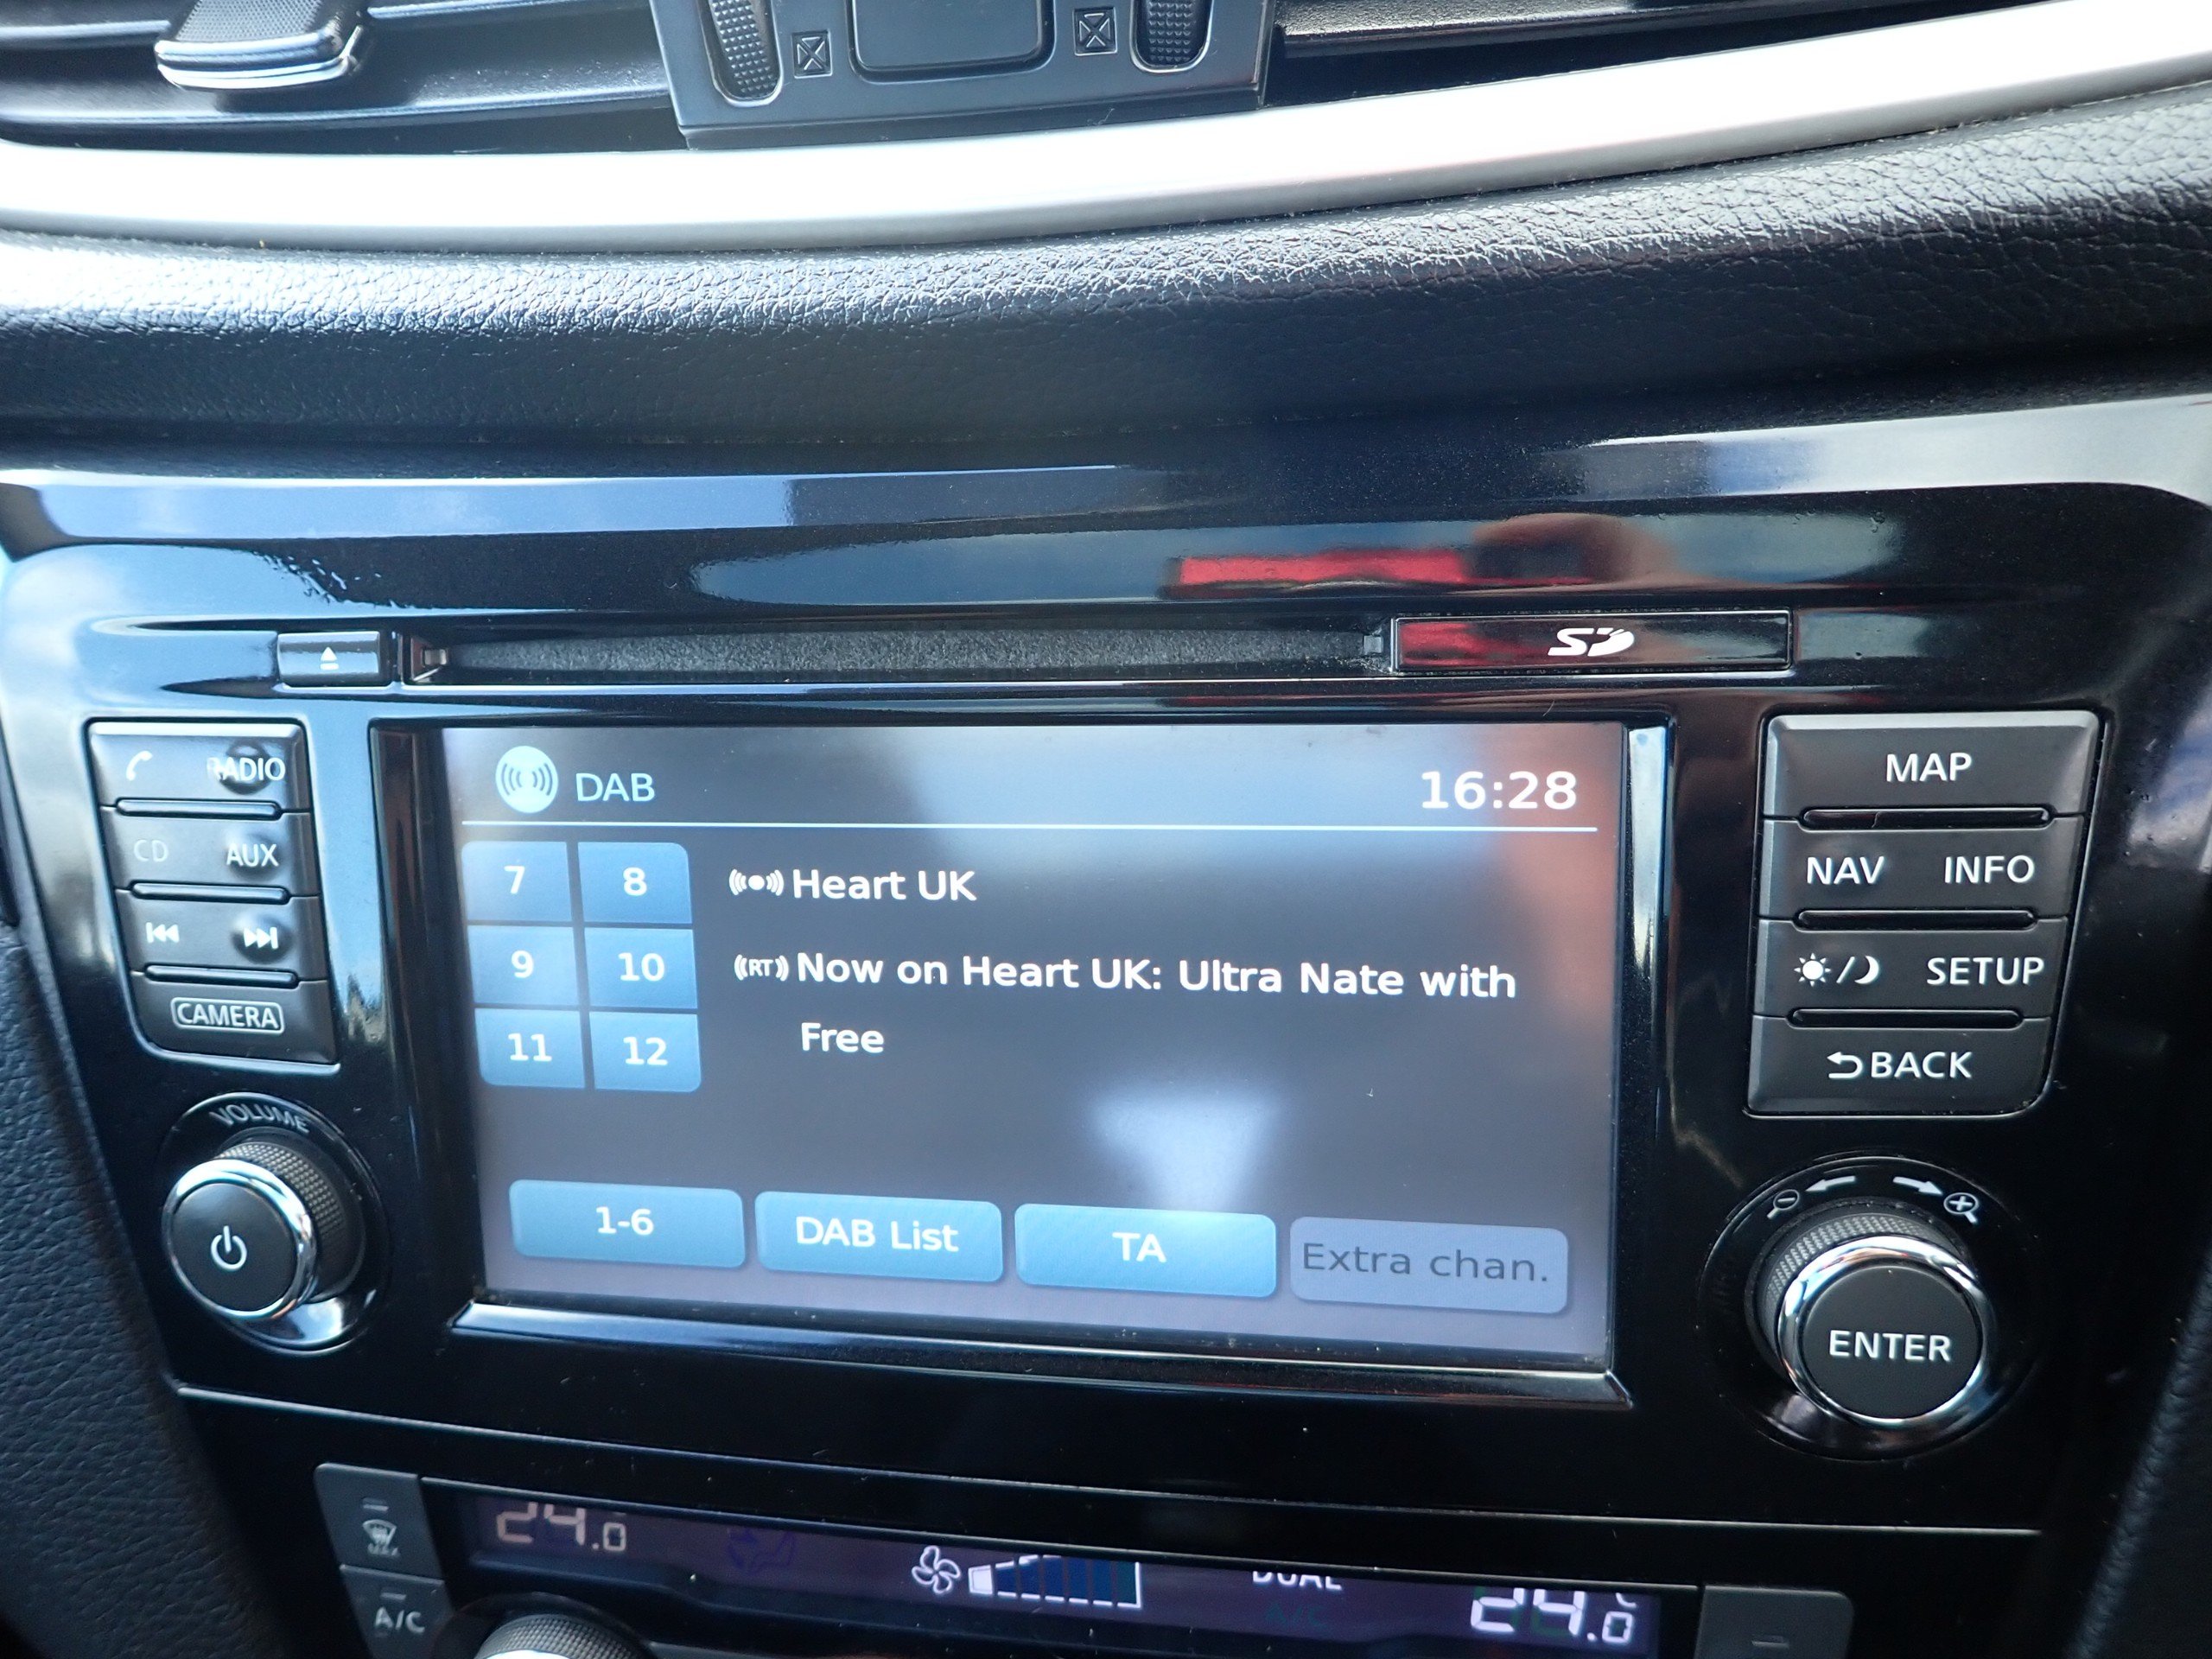 SD
RADIO
CD AUX
CAMERA
VOLUME
DAB 16:28
7 8
9 10
11 12
Heart UK
(RT) Now on Heart UK: Ultra Nate with
Free
1-6 DAB List TA Extra chan.
MAP
NAV INFO
SETUP
BACK
ENTER
24.0
DUAL
A/C
24.0
A/C